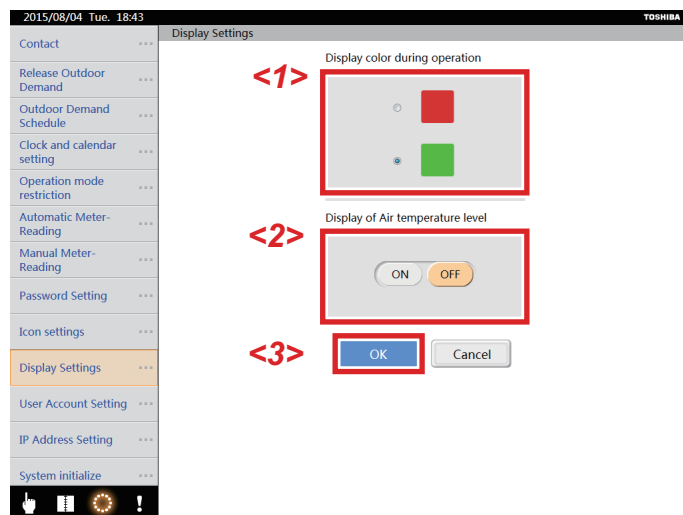 2015/08/04 Tue. 18:43
TOSHIBA
Contact
Release Outdoor
Demand
Outdoor Demand
Schedule
Clock and calendar
setting
Operation mode
restriction
Automatic Meter-
Reading
Manual Meter-
Reading
Password Setting
Icon settings
Display Settings
User Account Setting
IP Address Setting
System initialize
Display Settings
Display color during operation
<1>
Display of Air temperature level
<2>
ON OFF
<3>
OK Cancel